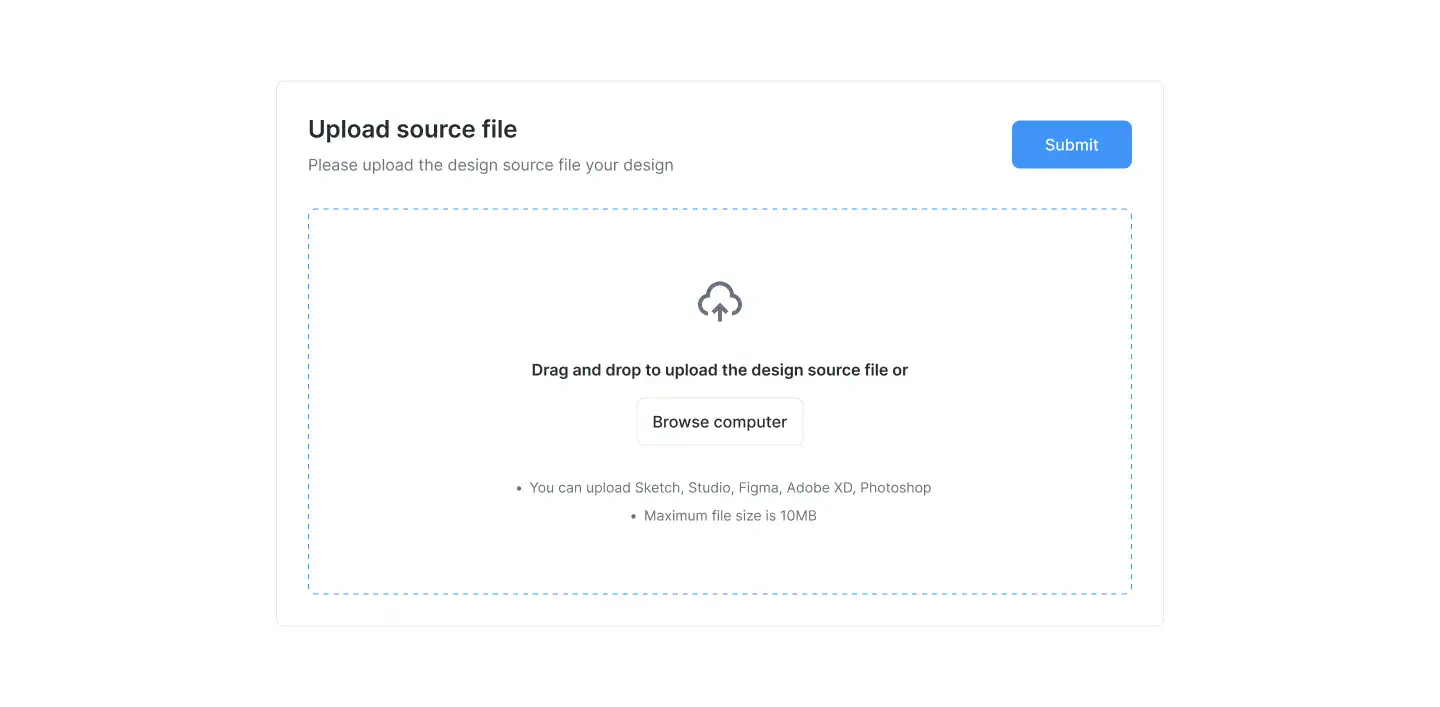 Upload source file
Please upload the design source file your design
Submit
Drag and drop to upload the design source file or
Browse computer
• You can upload Sketch, Studio, Figma, Adobe XD, Photoshop
• Maximum file size is 10MB